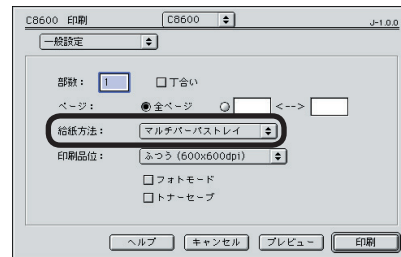 C8600 印刷 C8600 J-1.0.0
一般設定
部数： 1 丁合い
ページ： 全ページ <-->
給紙方法： マルチパーパストレイ
印刷品位： ふつう (600x600dpi)
フォトモード
トナーセーブ
ヘルプ キャンセル プレビュー 印刷